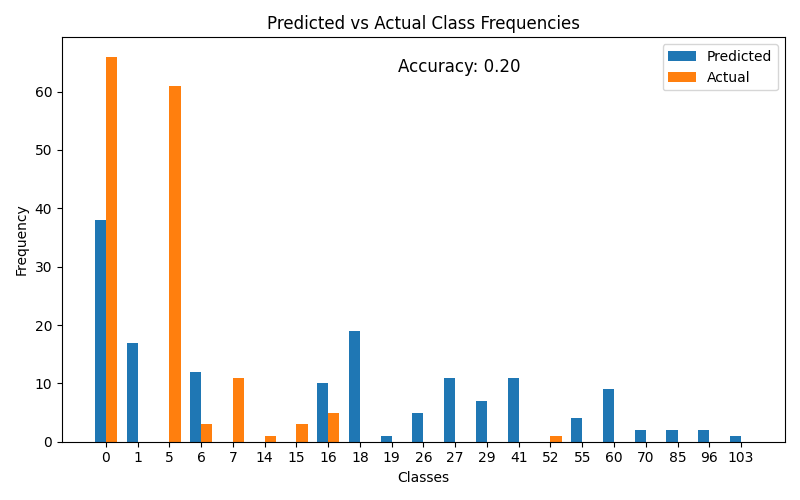 Predicted vs Actual Class Frequencies
Accuracy: 0.20
Predicted
Actual
Frequency
60
50
40
30
20
10
0
0 1 5 6 7 14 15 16 18 19 26 27 29 41 52 55 60 70 85 96 103
Classes